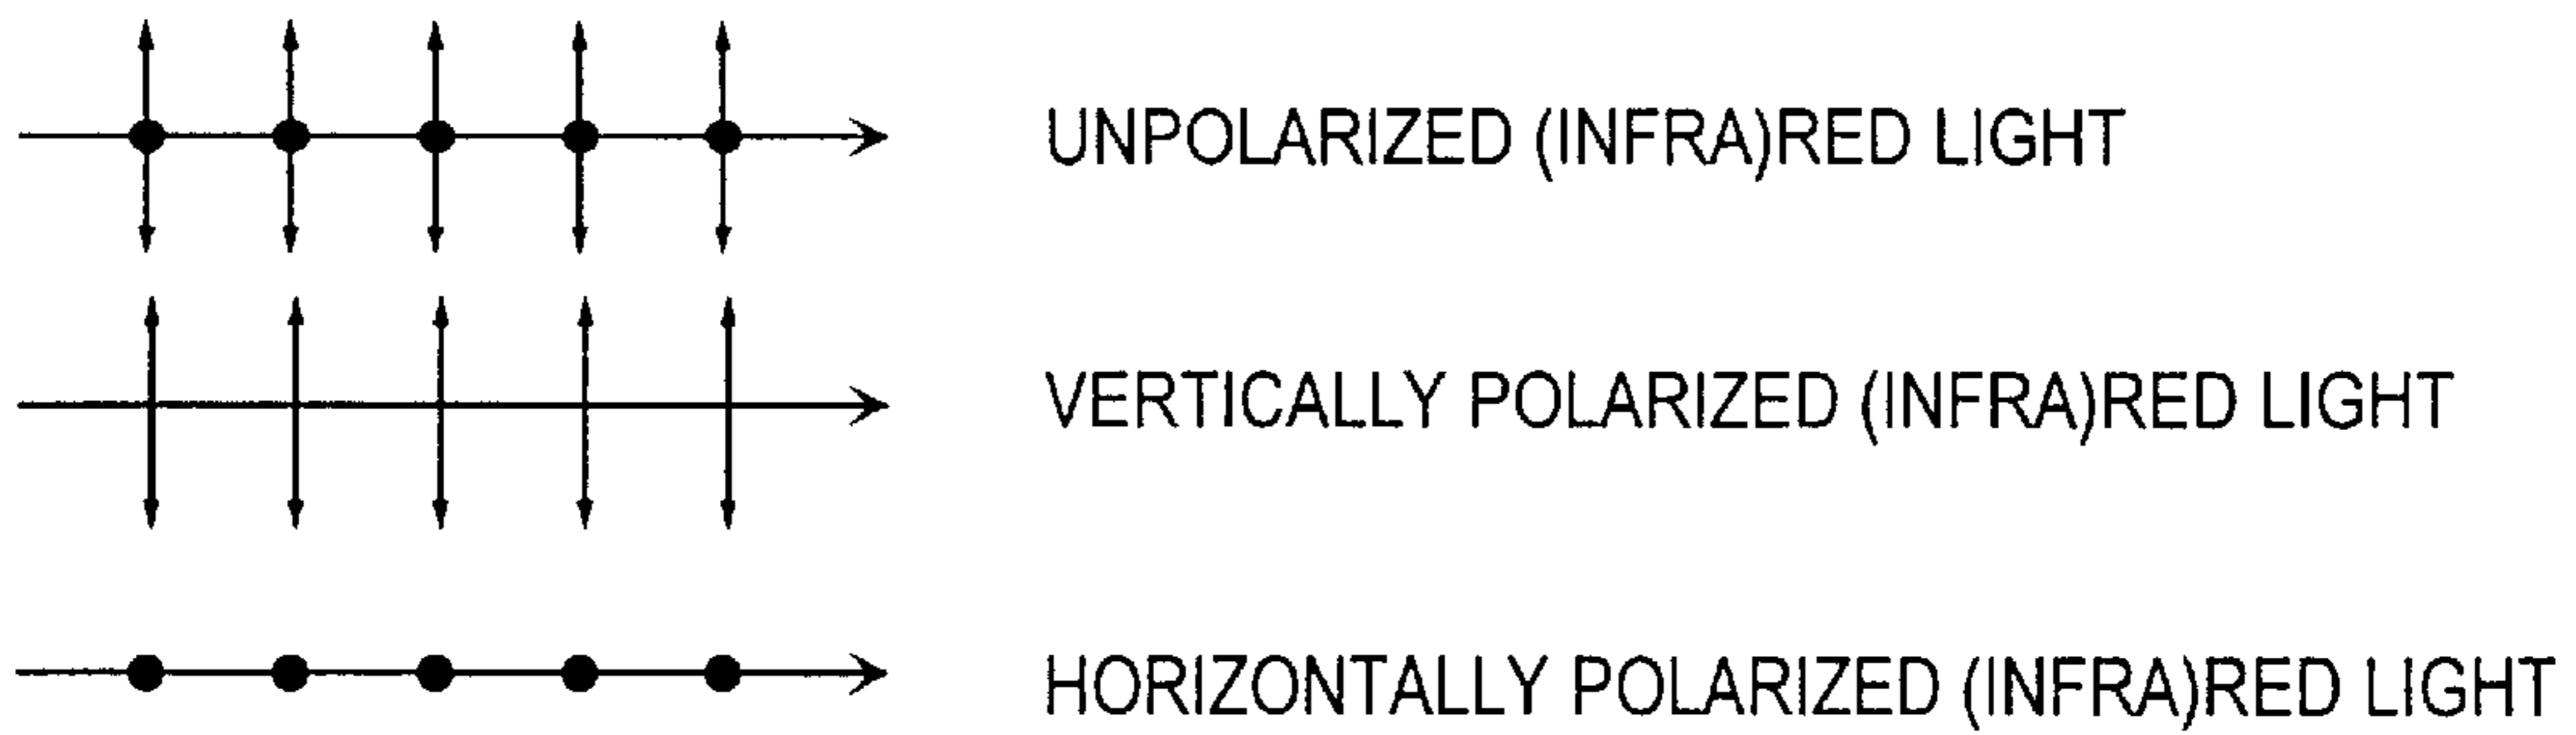 UNPOLARIZED (INFRA)RED LIGHT
VERTICALLY POLARIZED (INFRA)RED LIGHT
HORIZONTALLY POLARIZED (INFRA)RED LIGHT